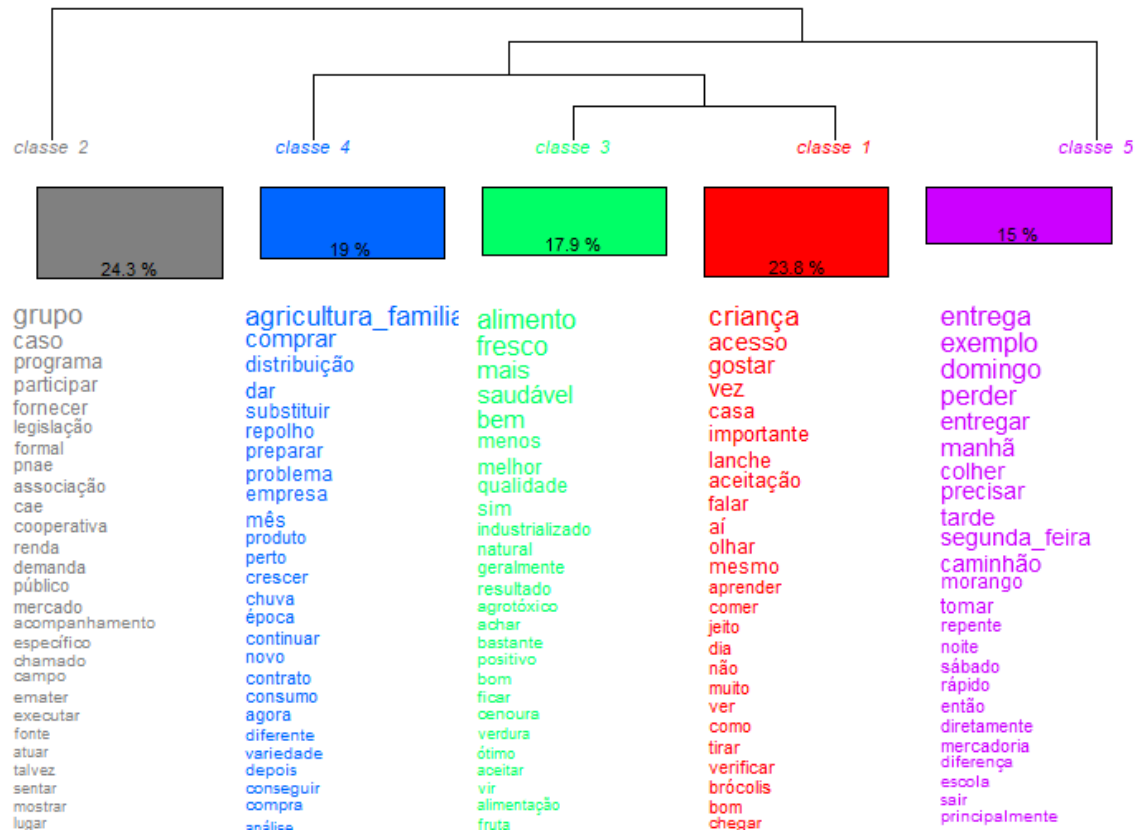 classe 2
classe 4
classe 3
classe 1
classe 5
24.3 %
19 %
17.9 %
23.8 %
15 %
grupo
caso
programa
participar
fornecer
legislação
formal
pnae
associação
cae
cooperativa
renda
demanda
público
mercado
acompanhamento
específico
chamado
campo
emater
executar
fonte
atuar
talvez
sentar
mostrar
lugar
agricultura_familia
comprar
distribuição
dar
substituir
repolho
preparar
problema
empresa
mês
produto
perto
crescer
chuva
época
continuar
novo
contrato
consumo
agora
diferente
variedade
depois
conseguir
compra
análise
alimento
fresco
mais
saudável
bem
menos
melhor
qualidade
sim
industrializado
natural
geralmente
resultado
agrotóxico
achar
bastante
positivo
bom
ficar
cenoura
verdura
ótimo
aceitar
vir
alimentação
fruta
criança
acesso
gostar
vez
casa
importante
lanche
aceitação
falar
aí
olhar
mesmo
aprender
comer
jeito
dia
não
muito
ver
como
tirar
verificar
brócolis
bom
chegar
entrega
exemplo
domingo
perder
entregar
manhã
colher
precisar
tarde
segunda_feira
caminhão
morango
tomar
repente
noite
sábado
rápido
então
diretamente
mercadoria
diferença
escola
sair
principalmente